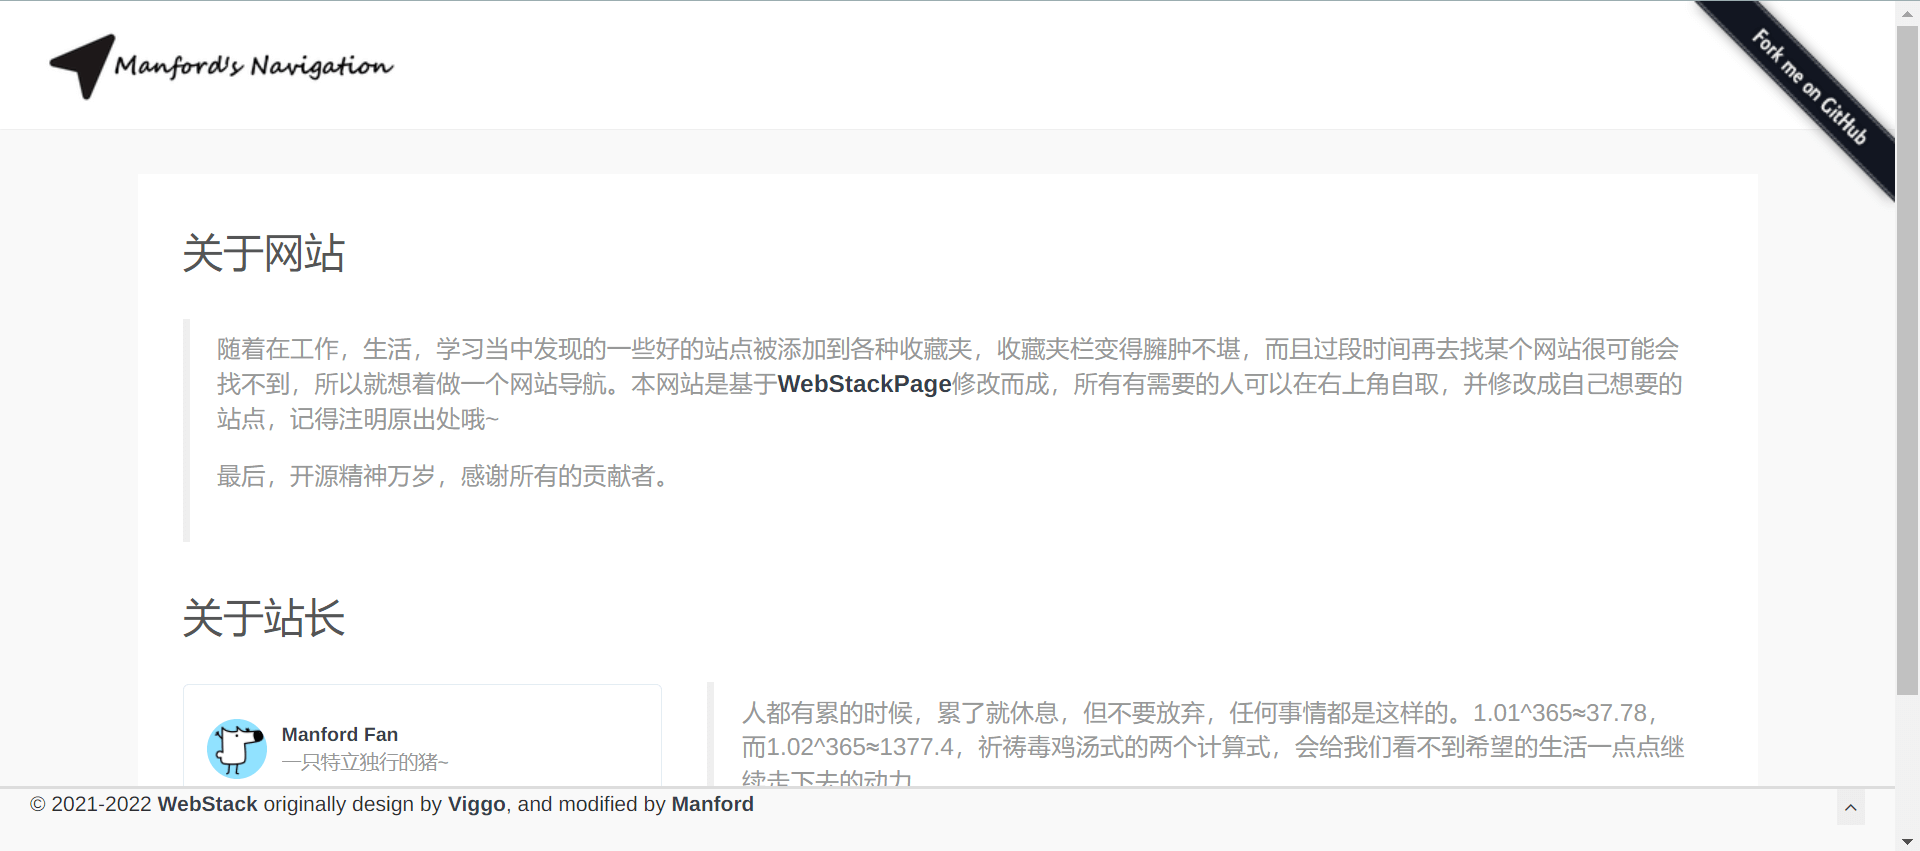 Manford's Navigation
Fork me on GitHub
关于网站
随着在工作，生活，学习当中发现的一些好的站点被添加到各种收藏夹，收藏夹栏变得臃肿不堪，而且过段时间再去找某个网站很可能会
找不到，所以就想着做一个网站导航。本网站是基于WebStackPage修改而成，所有有需要的人可以在右上角自取，并修改成自己想要的
站点，记得注明原出处哦~
最后，开源精神万岁，感谢所有的贡献者。
关于站长
Manford Fan
一只特立独行的猪~
人都有累的时候，累了就休息，但不要放弃，任何事情都是这样的。1.01^365≈37.78，
而1.02^365≈1377.4，祈祷毒鸡汤式的两个计算式，会给我们看不到希望的生活一点点继
续走下去的动力
© 2021-2022 WebStack originally design by Viggo, and modified by Manford